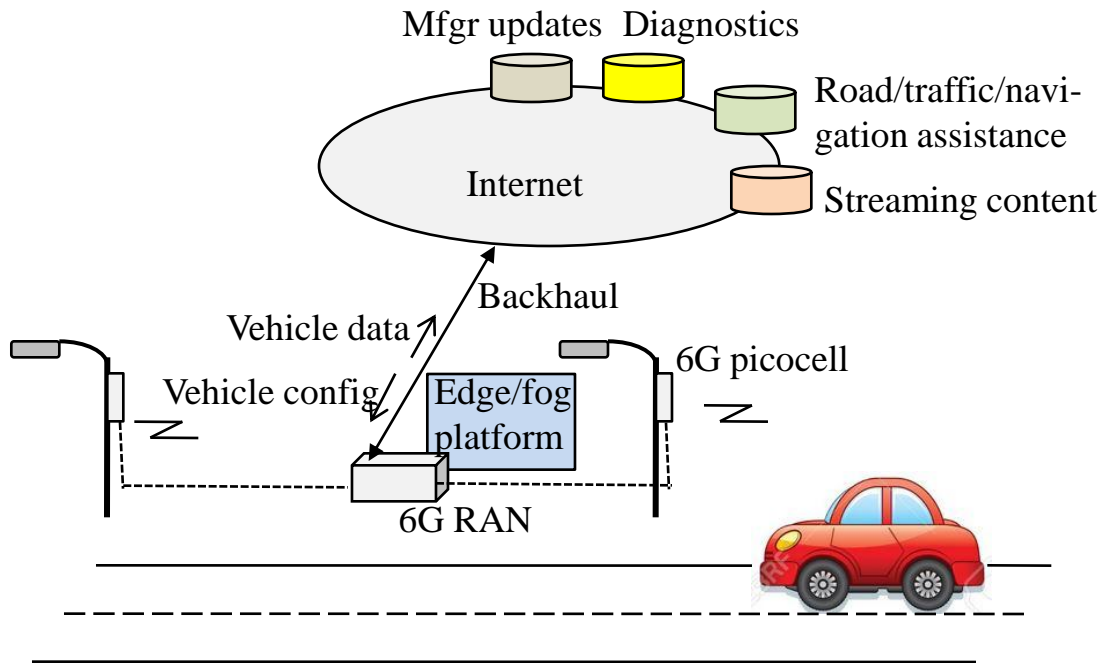 Mfgr updates
Diagnostics
Road/traffic/navi-
gation assistance
Internet
Streaming content
Backhaul
Vehicle data
6G picocell
Vehicle config
Edge/fog
platform
6G RAN